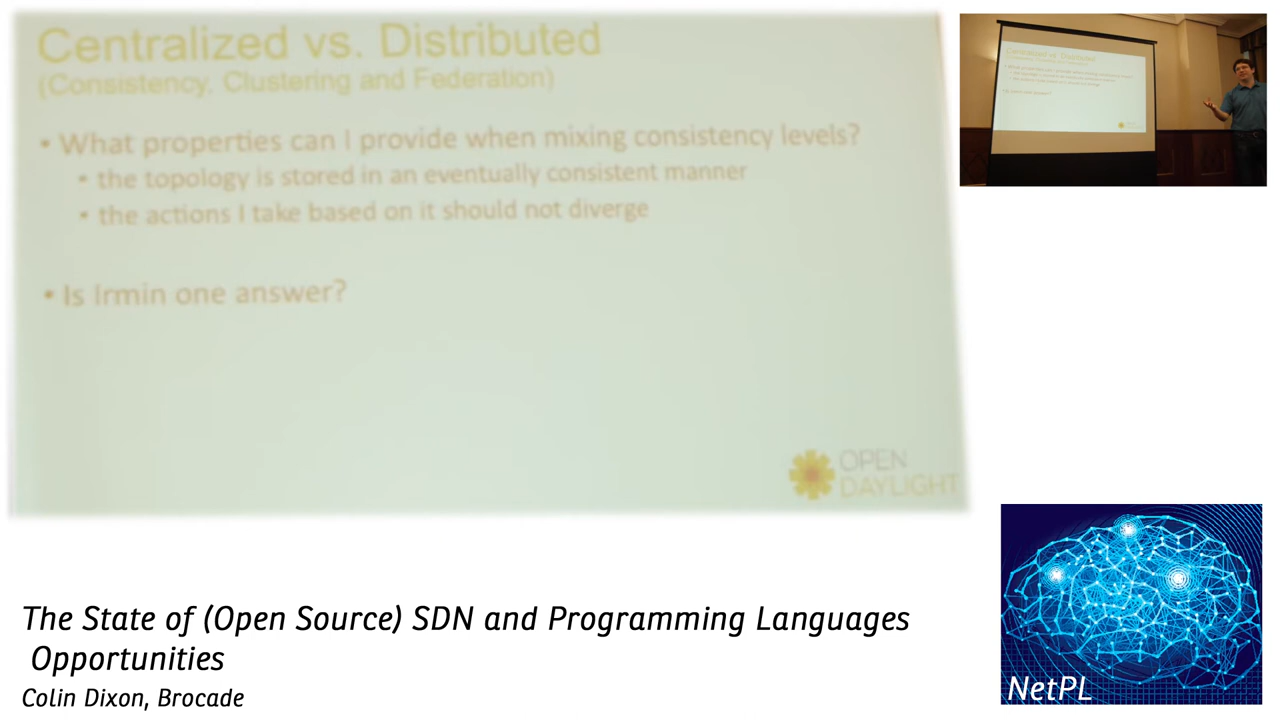 Centralized vs. Distributed
(Consistency, Clustering and Federation)
• What properties can I provide when mixing consistency levels?
• the topology is stored in an eventually consistent manner
• the actions I take based on it should not diverge
• Is Irmin one answer?
OPEN
DAYLIGHT
The State of (Open Source) SDN and Programming Languages
Opportunities
Colin Dixon, Brocade
NetPL